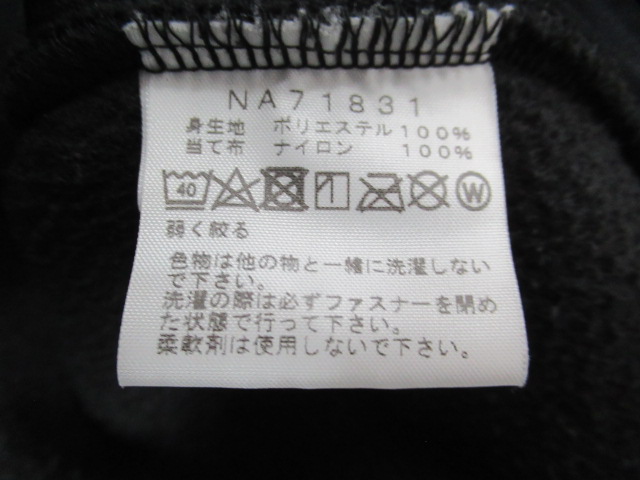 NA71831
身生地 ポリエステル 100%
当て布 ナイロン 100%
40 W
弱く絞る
色物は他の物と一緒に洗濯しない
で下さい。
洗濯の際は必ずファスナーを閉め
た状態で行って下さい。
柔軟剤は使用しないで下さい。